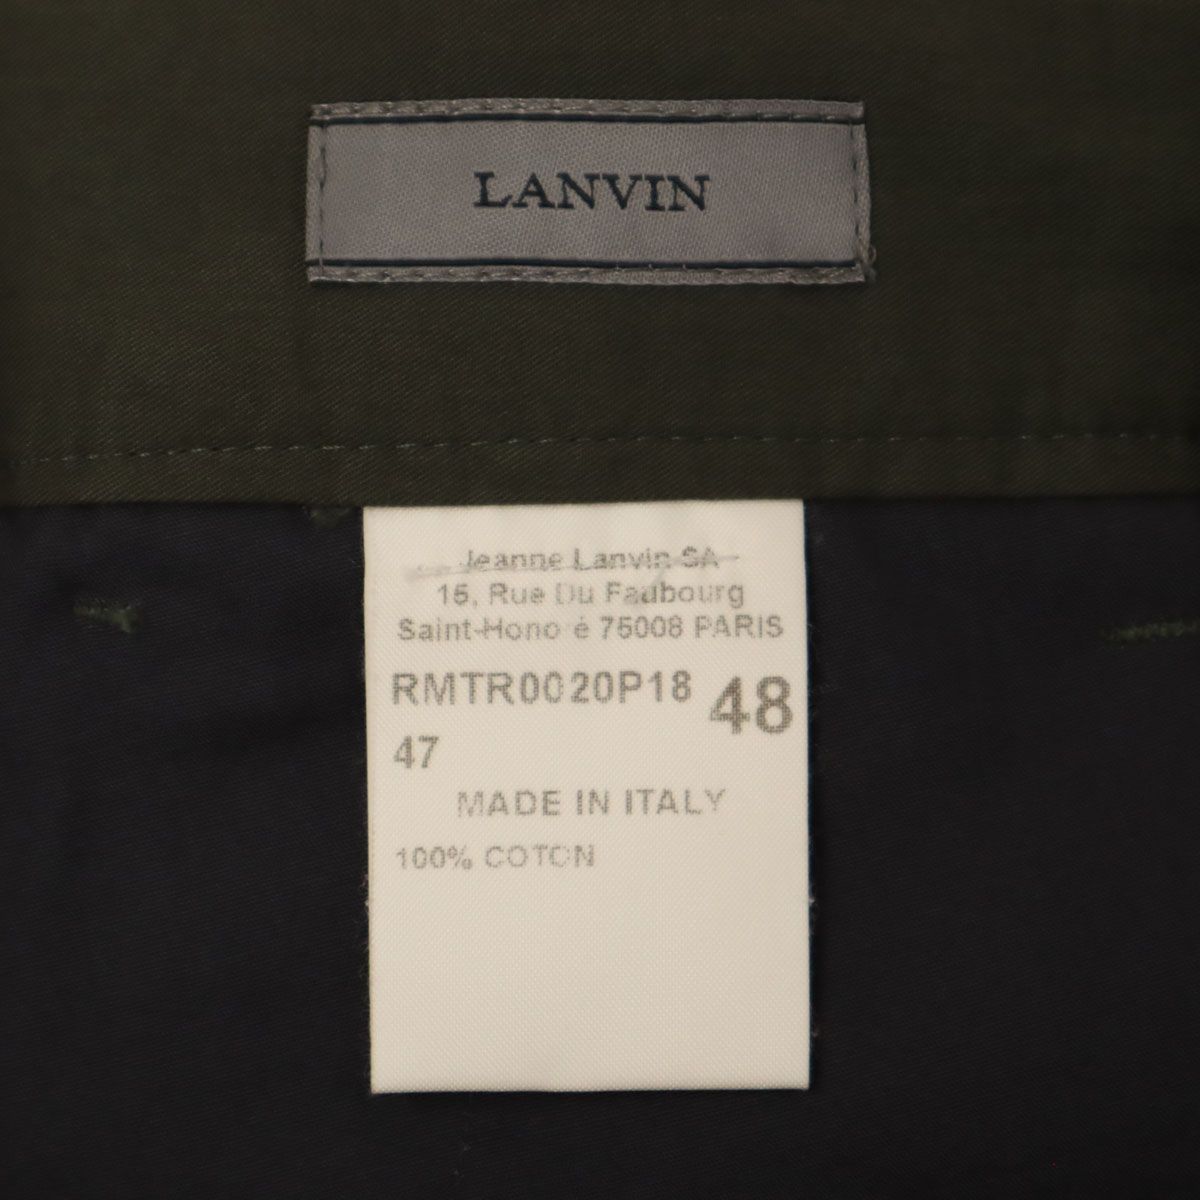 LANVIN
Jeanne Lanvin SA
15, Rue Du Faubourg
Saint-Honoré 75008 PARIS
RMTR0020P18 48
47
MADE IN ITALY
100% COTON